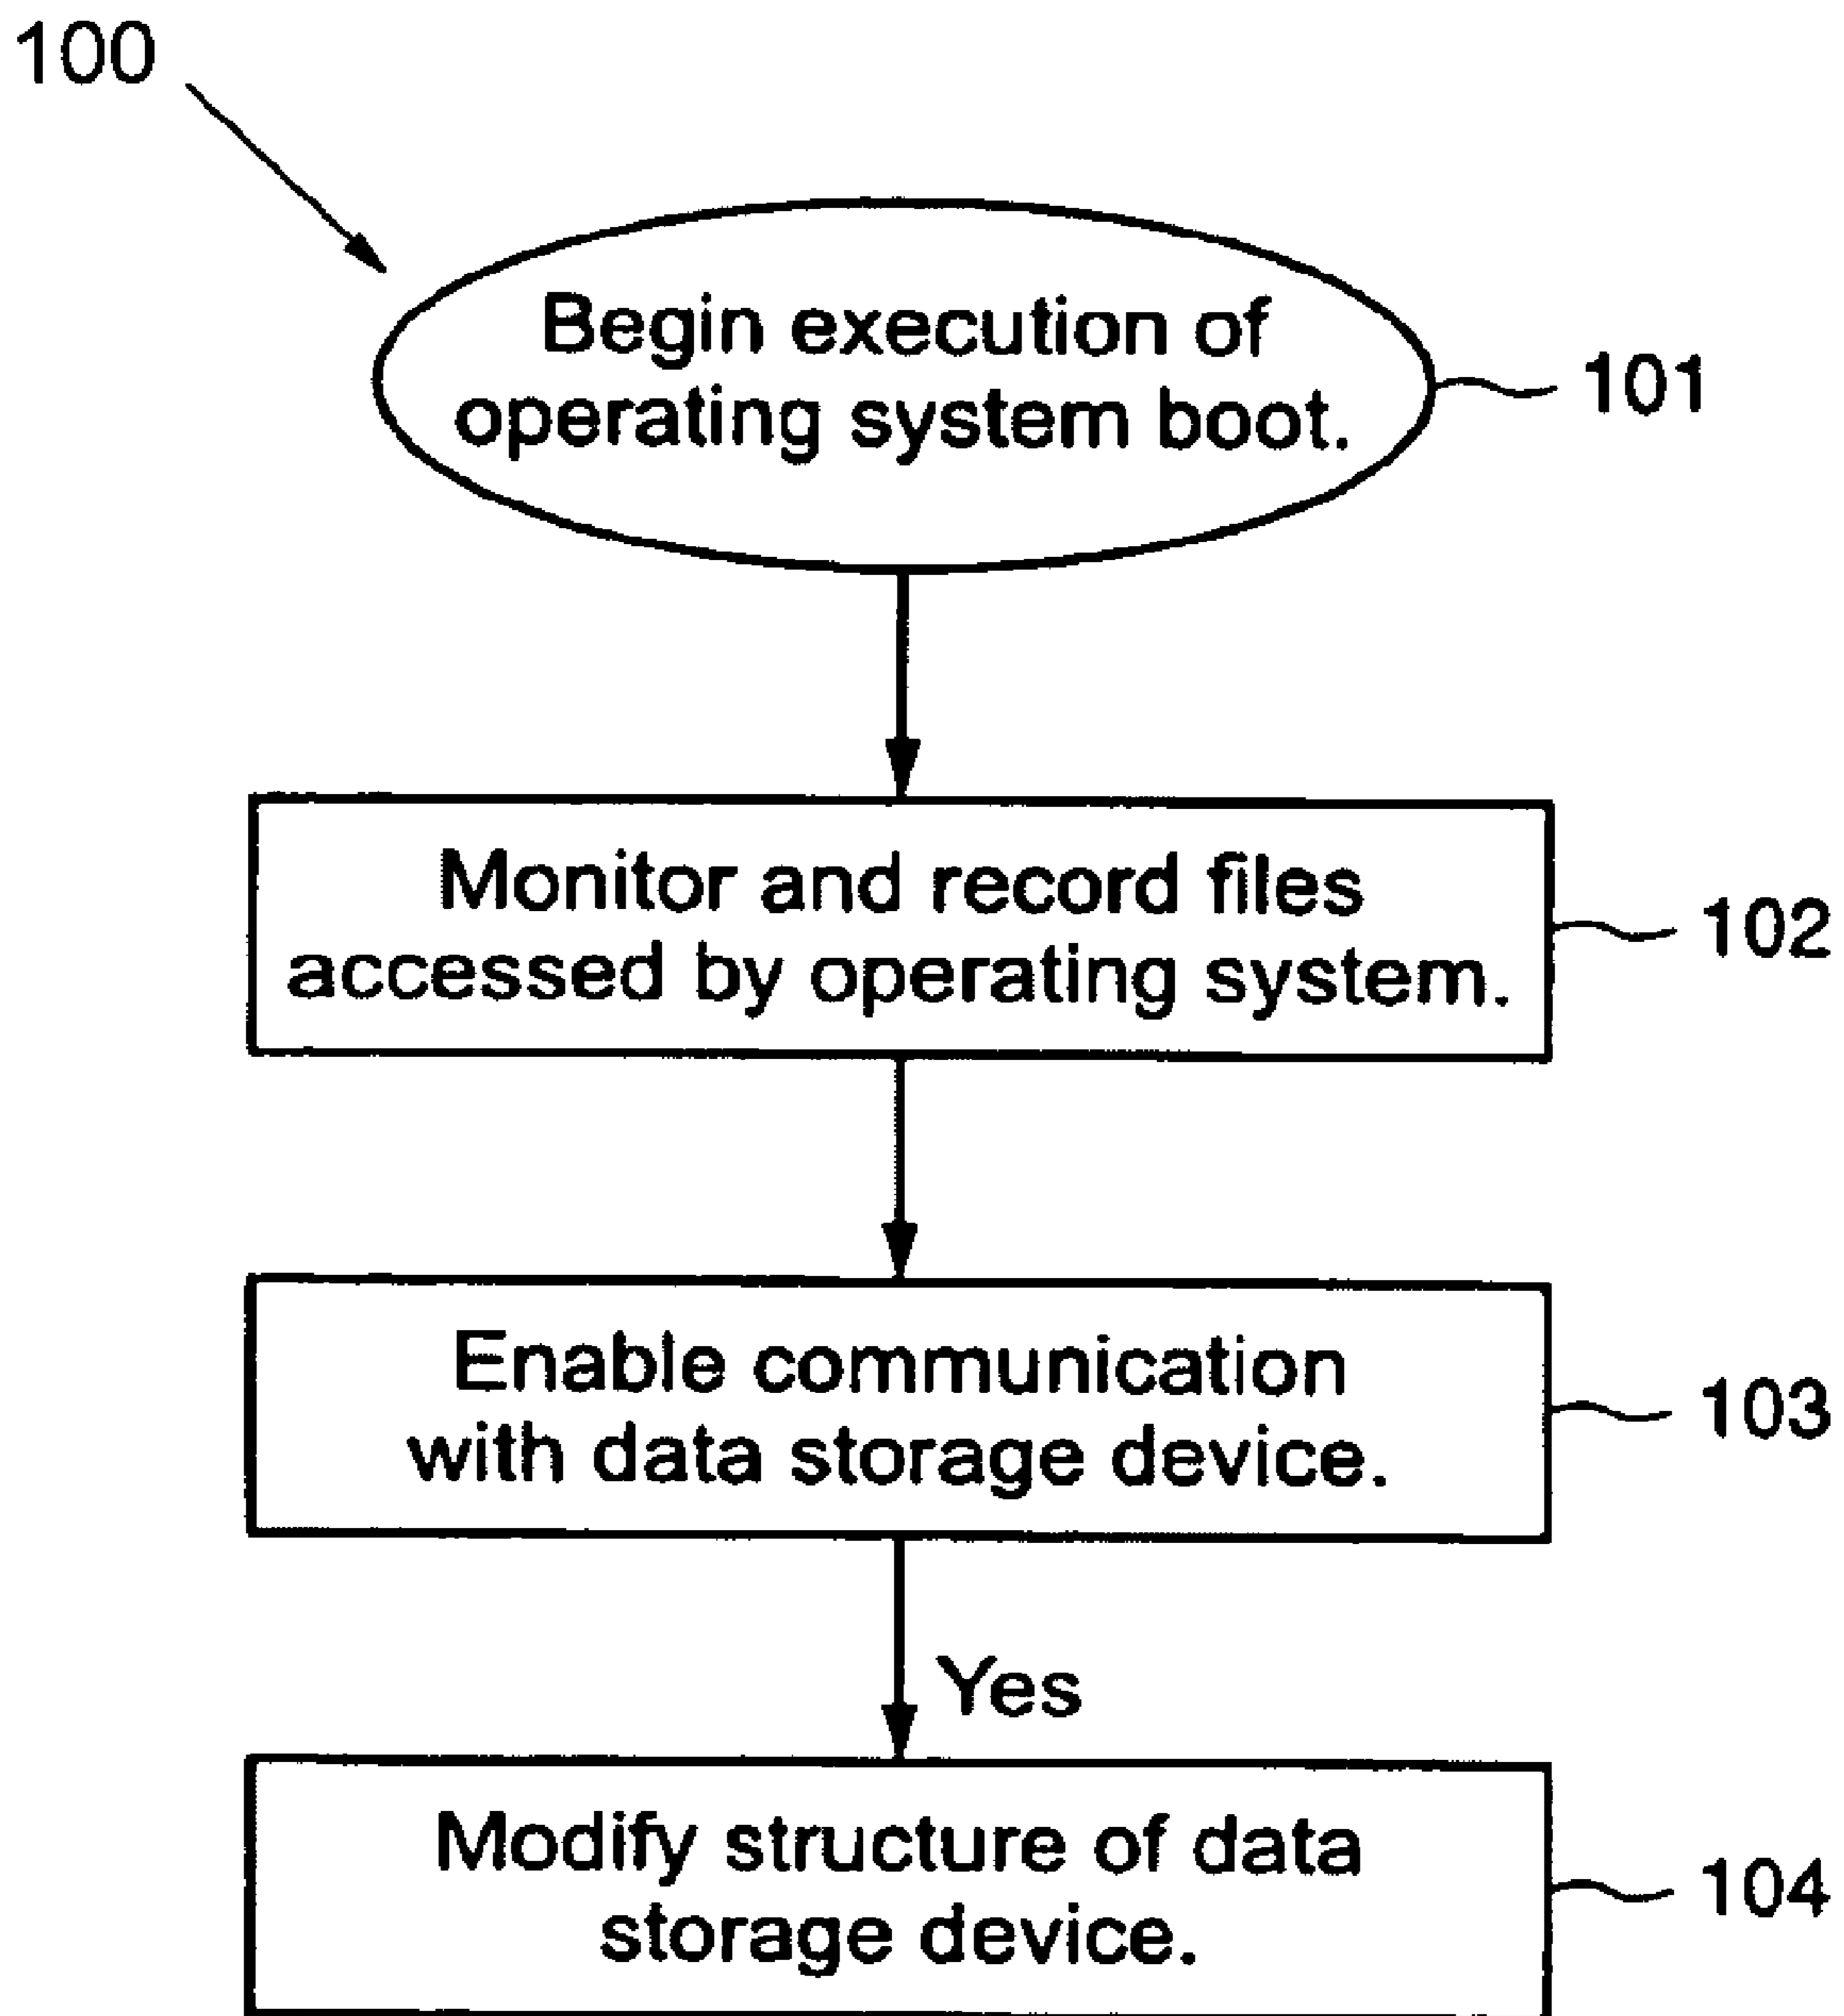 100
Begin execution of
operating system boot.
101
Monitor and record files
accessed by operating system.
102
Enable communication
with data storage device.
103
Yes
Modify structure of data
storage device.
104